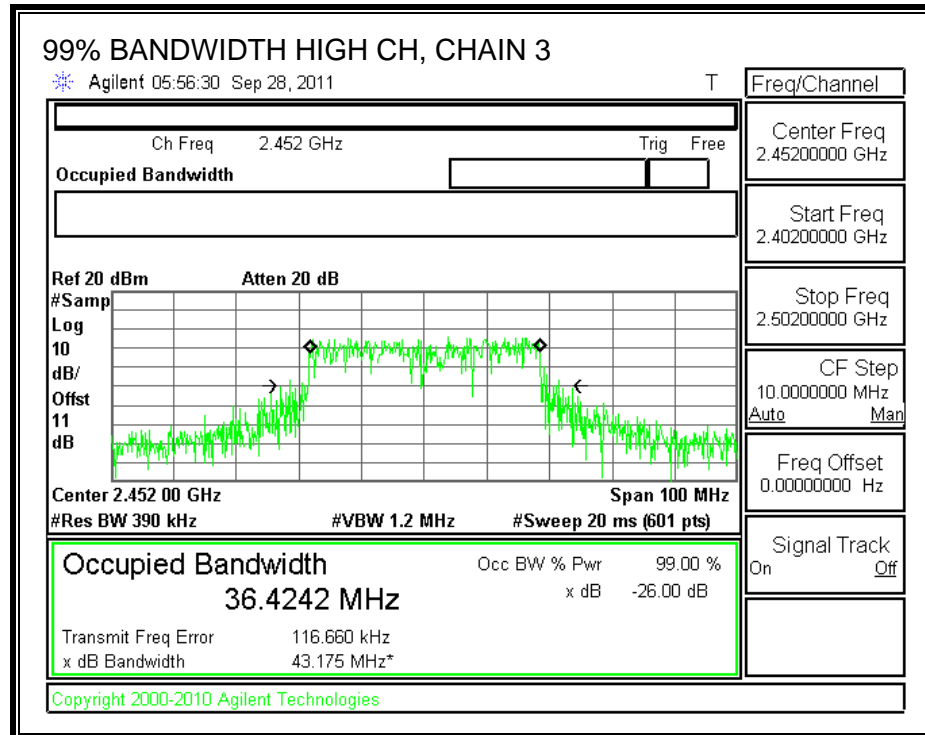 99% BANDWIDTH HIGH CH, CHAIN 3
Agilent 05:56:30 Sep 28, 2011 T
Freq/Channel
Ch Freq 2.452 GHz Trig Free
Occupied Bandwidth
Center Freq
2.45200000 GHz
Start Freq
2.40200000 GHz
Stop Freq
2.50200000 GHz
CF Step
10.0000000 MHz
Auto Man
Freq Offset
0.00000000 Hz
Signal Track
On Off
Ref 20 dBm Atten 20 dB
#Samp
Log
10
dB/
Offst
11
dB
Center 2.452 00 GHz Span 100 MHz
#Res BW 390 kHz #VBW 1.2 MHz #Sweep 20 ms (601 pts)
Occupied Bandwidth Occ BW % Pwr 99.00 %
36.4242 MHz x dB -26.00 dB
Transmit Freq Error 116.660 kHz
x dB Bandwidth 43.175 MHz*
Copyright 2000-2010 Agilent Technologies